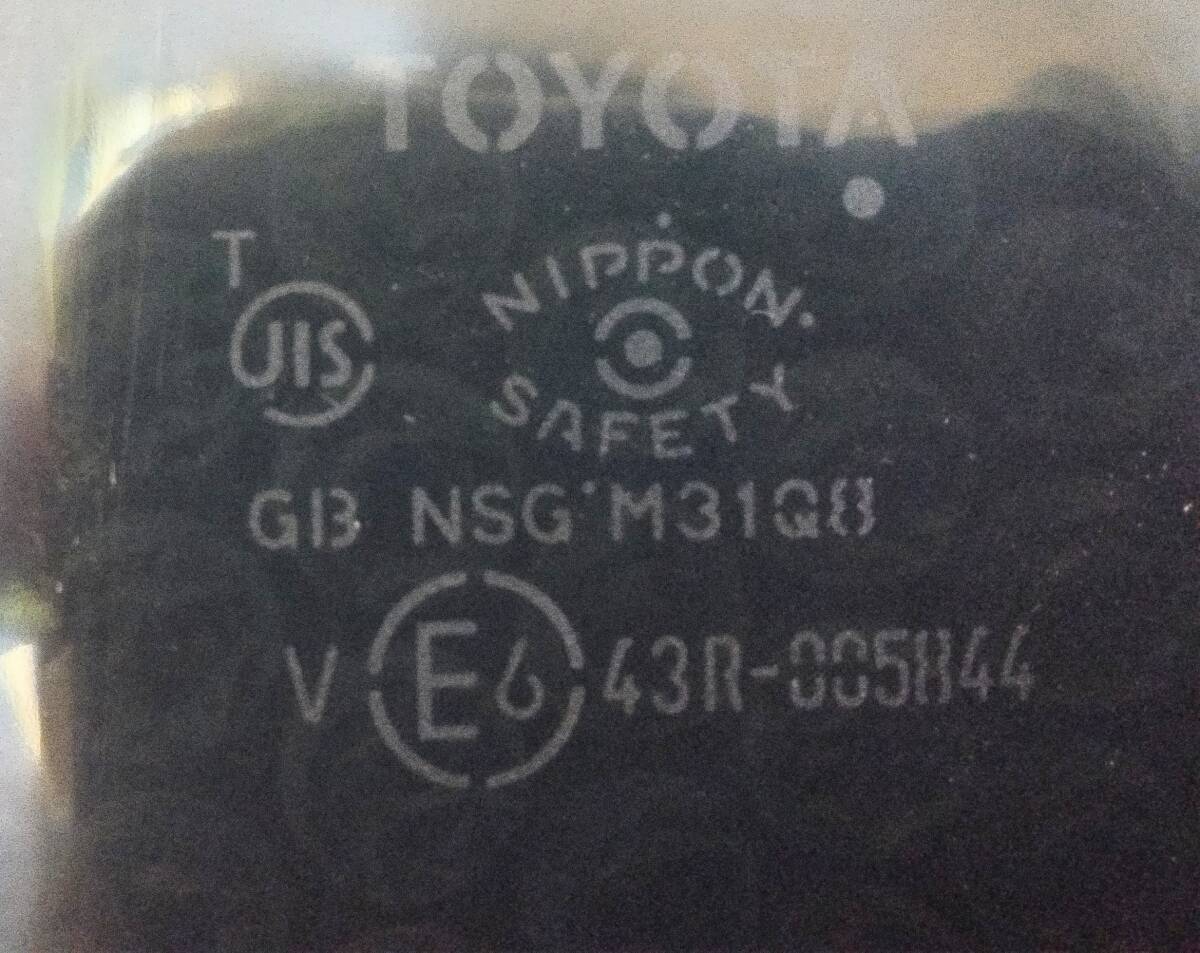 TOYOTA
T
JIS
NIPPON
SAFETY
GB NSG M31Q8
V E6 43R-005844